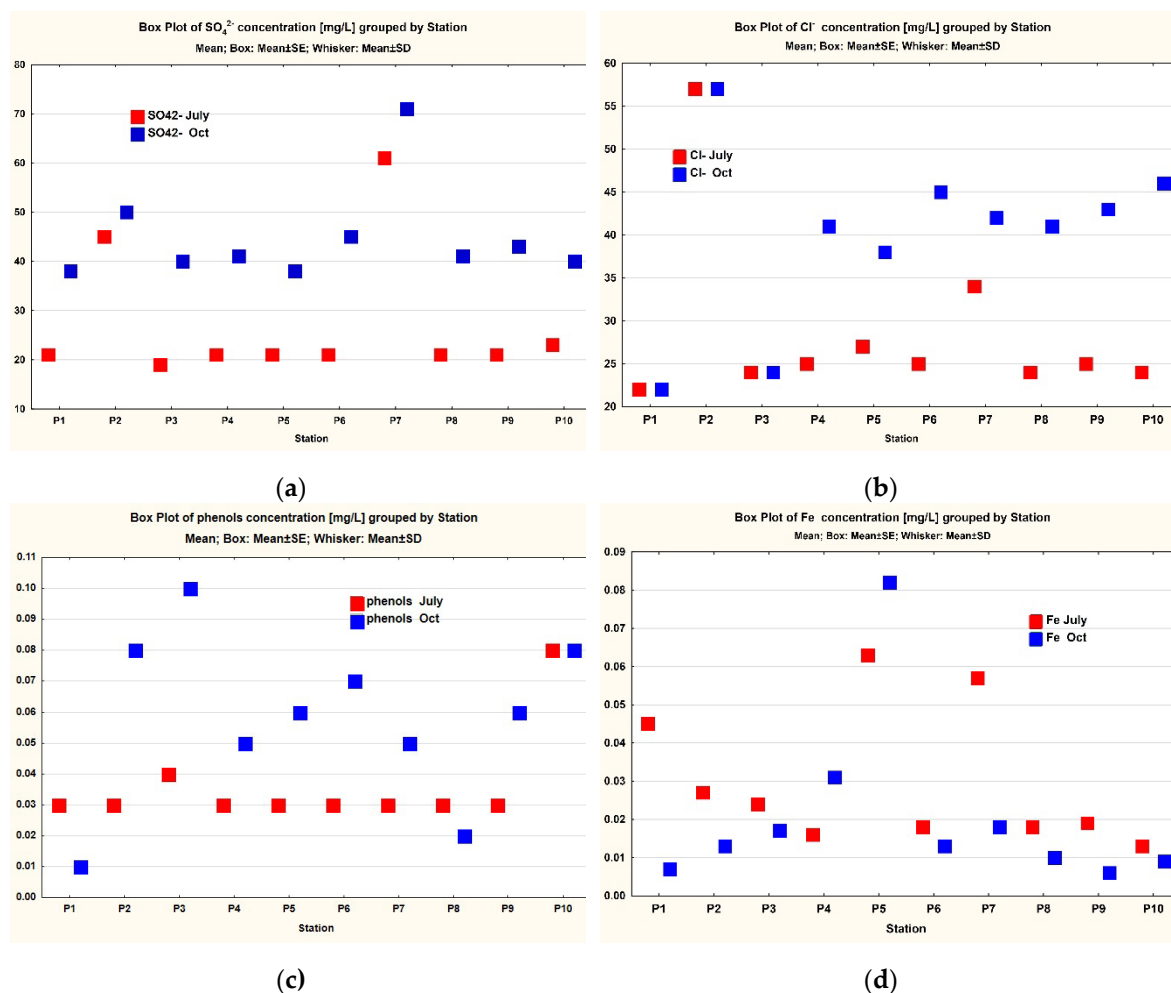 Box Plot of SO₄²⁻ concentration [mg/L] grouped by Station
Mean; Box: Mean±SE; Whisker: Mean±SD
80
70
60
50
40
30
20
10
SO42- July
SO42- Oct
P1 P2 P3 P4 P5 P6 P7 P8 P9 P10
Station
(a)
Box Plot of Cl⁻ concentration [mg/L] grouped by Station
Mean; Box: Mean±SE; Whisker: Mean±SD
60
55
50
45
40
35
30
25
20
Cl- July
Cl- Oct
P1 P2 P3 P4 P5 P6 P7 P8 P9 P10
Station
(b)
Box Plot of phenols concentration [mg/L] grouped by Station
Mean; Box: Mean±SE; Whisker: Mean±SD
0.11
0.10
0.09
0.08
0.07
0.06
0.05
0.04
0.03
0.02
0.01
0.00
phenols July
phenols Oct
P1 P2 P3 P4 P5 P6 P7 P8 P9 P10
Station
(c)
Box Plot of Fe concentration [mg/L] grouped by Station
Mean; Box: Mean±SE; Whisker: Mean±SD
0.09
0.08
0.07
0.06
0.05
0.04
0.03
0.02
0.01
0.00
Fe July
Fe Oct
P1 P2 P3 P4 P5 P6 P7 P8 P9 P10
Station
(d)